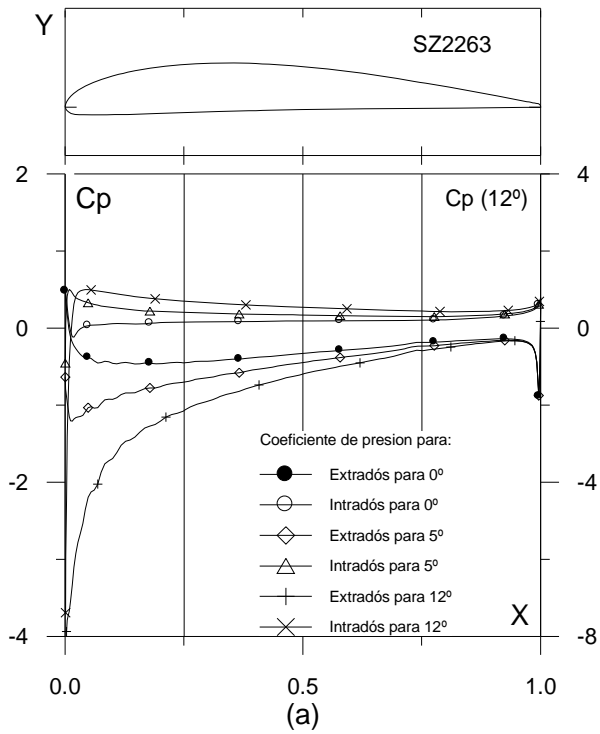 Y
SZ2263
2
4
Cp
Cp (12º)
0
0
Coeficiente de presion para:
Extradós para 0º
Intradós para 0º
-2
-4
Extradós para 5º
Intradós para 5º
Extradós para 12º
Intradós para 12º
X
-4
-8
0.0
0.5
1.0
(a)